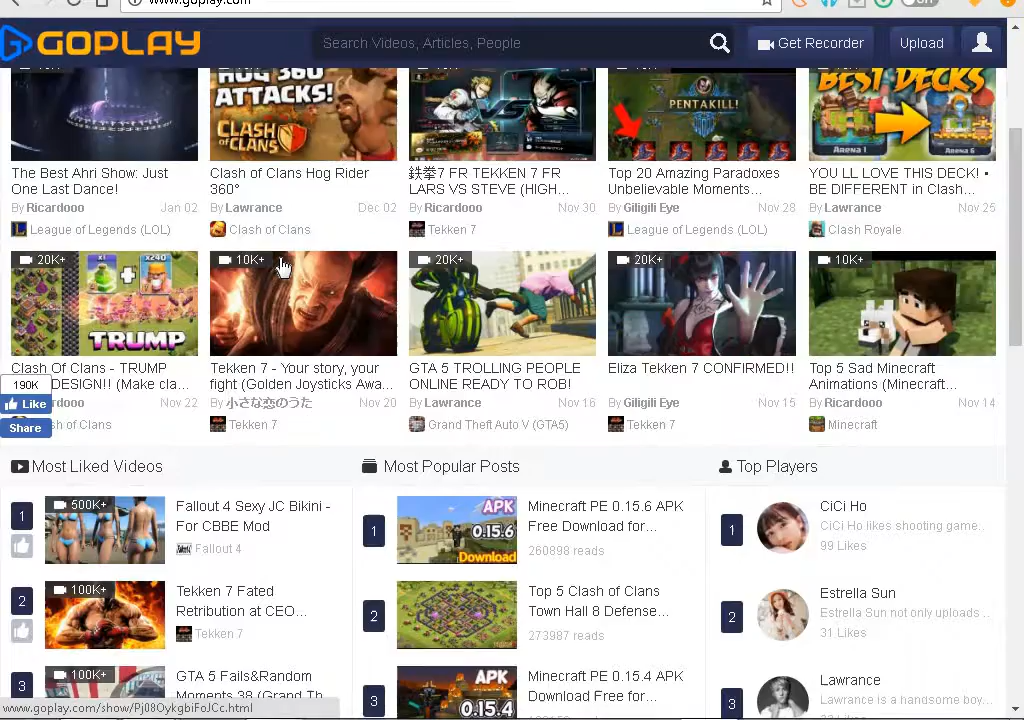 www.goplay.com
GOPLAY
Search Videos, Articles, People
Get Recorder
Upload
HOG 360°
ATTACKS!
CLASH OF CLANS
VS
PENTAKILL!
BEST DECKS
Arena 1
The Best Ahri Show: Just
One Last Dance!
By Ricardooo Jan 02
League of Legends (LOL)
Clash of Clans Hog Rider
360°
By Lawrance Dec 02
Clash of Clans
鉄拳7 FR TEKKEN 7 FR
LARS VS STEVE (HIGH...
By Ricardooo Nov 30
Tekken 7
Top 20 Amazing Paradoxes
Unbelievable Moments...
By Giligili Eye Nov 28
League of Legends (LOL)
YOU LL LOVE THIS DECK! •
BE DIFFERENT in Clash...
By Lawrance Nov 25
Clash Royale
20K+
x1
x240
TRUMP
10K+
20K+
20K+
10K+
Clash Of Clans - TRUMP
DESIGN!! (Make cla...
rdooo Nov 22
sh of Clans
Tekken 7 - Your story, your
fight (Golden Joysticks Awa...
By 小さな恋のうた Nov 20
Tekken 7
GTA 5 TROLLING PEOPLE
ONLINE READY TO ROB!
By Lawrance Nov 16
Grand Theft Auto V (GTA5)
Eliza Tekken 7 CONFIRMED!!
By Giligili Eye Nov 15
Tekken 7
Top 5 Sad Minecraft
Animations (Minecraft...
By Ricardooo Nov 14
Minecraft
190K
Like
Share
Most Liked Videos
1
500K+
Fallout 4 Sexy JC Bikini -
For CBBE Mod
Fallout 4
2
100K+
Tekken 7 Fated
Retribution at CEO...
Tekken 7
3
100K+
GTA 5 Fails&Random
Moments 38 (Grand Th
Most Popular Posts
1
APK
0.15.6
Download
Minecraft PE 0.15.6 APK
Free Download for...
260898 reads
2
Top 5 Clash of Clans
Town Hall 8 Defense...
273987 reads
3
APK
0.15.4
Minecraft PE 0.15.4 APK
Download Free for...
Top Players
1
CiCi Ho
CiCi Ho likes shooting game..
99 Likes
2
Estrella Sun
Estrella Sun not only uploads ..
31 Likes
3
Lawrance
Lawrance is a handsome boy...
www.goplay.com/show/Pj08OykgbiFoJCc.html